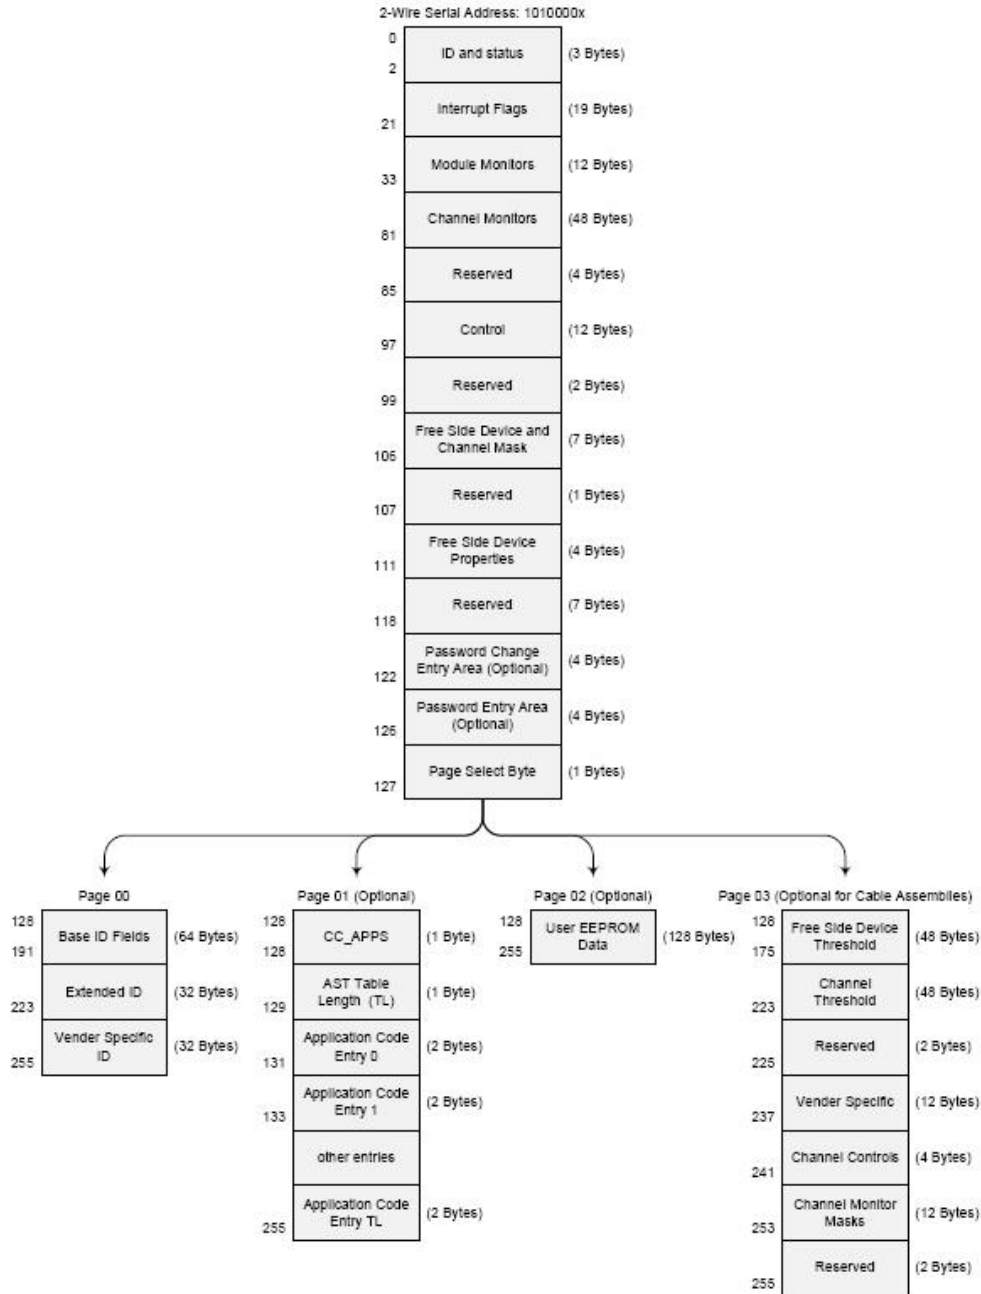 2-Wire Serial Address: 1010000x
0
ID and status
(3 Bytes)
2
Interrupt Flags
(19 Bytes)
21
Module Monitors
(12 Bytes)
33
Channel Monitors
(48 Bytes)
81
Reserved
(4 Bytes)
85
Control
(12 Bytes)
97
Reserved
(2 Bytes)
99
Free Side Device and
Channel Mask
(7 Bytes)
106
Reserved
(1 Bytes)
107
Free Side Device
Properties
(4 Bytes)
111
Reserved
(7 Bytes)
118
Password Change
Entry Area (Optional)
(4 Bytes)
122
Password Entry Area
(Optional)
(4 Bytes)
126
Page Select Byte
(1 Bytes)
127
Page 00
128
Base ID Fields
(64 Bytes)
191
Extended ID
(32 Bytes)
223
Vender Specific
ID
(32 Bytes)
255
Page 01 (Optional)
128
CC_APPS
(1 Byte)
128
AST Table
Length (TL)
(1 Byte)
129
Application Code
Entry 0
(2 Bytes)
131
Application Code
Entry 1
(2 Bytes)
133
other entries
Application Code
Entry TL
(2 Bytes)
255
Page 02 (Optional)
128
User EEPROM
Data
(128 Bytes)
255
Page 03 (Optional for Cable Assemblies)
128
Free Side Device
Threshold
(48 Bytes)
175
Channel
Threshold
(48 Bytes)
223
Reserved
(2 Bytes)
225
Vender Specific
(12 Bytes)
237
Channel Controls
(4 Bytes)
241
Channel Monitor
Masks
(12 Bytes)
253
Reserved
(2 Bytes)
255